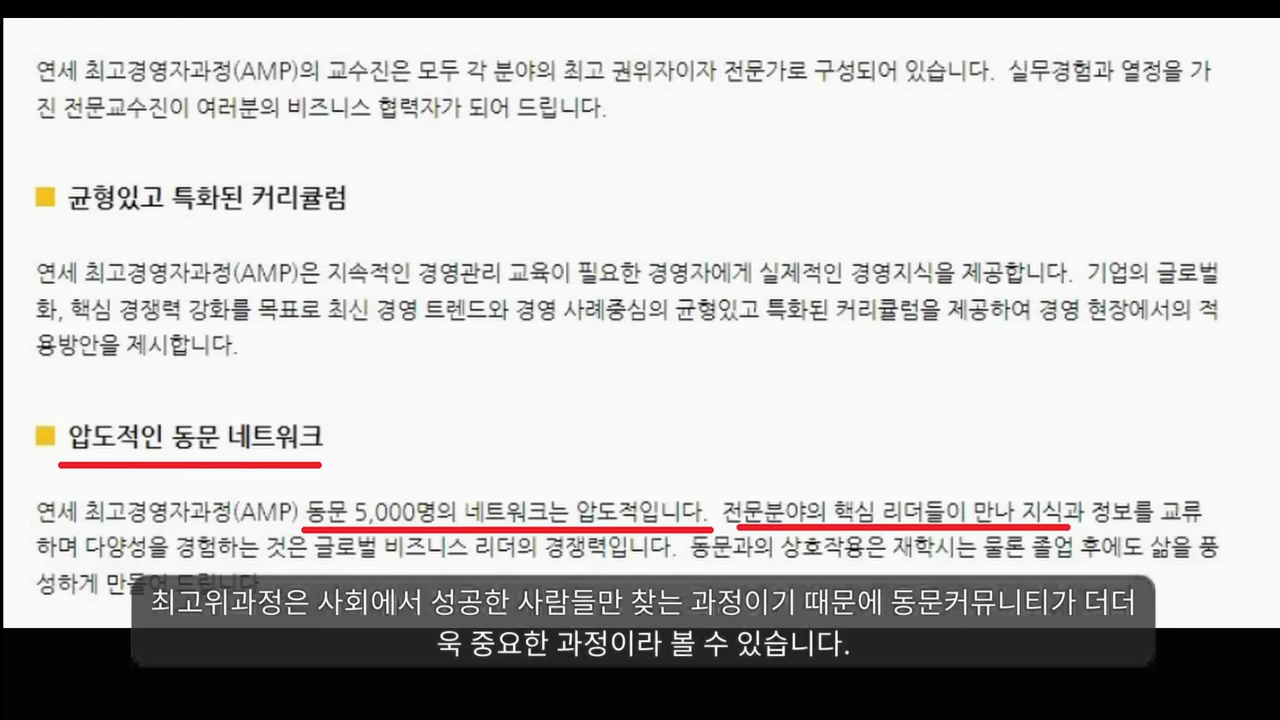 연세 최고경영자과정(AMP)의 교수진은 모두 각 분야의 최고 권위자이자 전문가로 구성되어 있습니다. 실무경험과 열정을 가
진 전문교수진이 여러분의 비즈니스 협력자가 되어 드립니다.
균형있고 특화된 커리큘럼
연세 최고경영자과정(AMP)은 지속적인 경영관리 교육이 필요한 경영자에게 실제적인 경영지식을 제공합니다. 기업의 글로벌
화, 핵심 경쟁력 강화를 목표로 최신 경영 트렌드와 경영 사례중심의 균형있고 특화된 커리큘럼을 제공하여 경영 현장에서의 적
용방안을 제시합니다.
압도적인 동문 네트워크
연세 최고경영자과정(AMP) 동문 5,000명의 네트워크는 압도적입니다. 전문분야의 핵심 리더들이 만나 지식과 정보를 교류
하며 다양성을 경험하는 것은 글로벌 비즈니스 리더의 경쟁력입니다. 동문과의 상호작용은 재학시는 물론 졸업 후에도 삶을 풍
성하게 만들어 드립니다
최고위과정은 사회에서 성공한 사람들만 찾는 과정이기 때문에 동문커뮤니티가 더더
욱 중요한 과정이라 볼 수 있습니다.